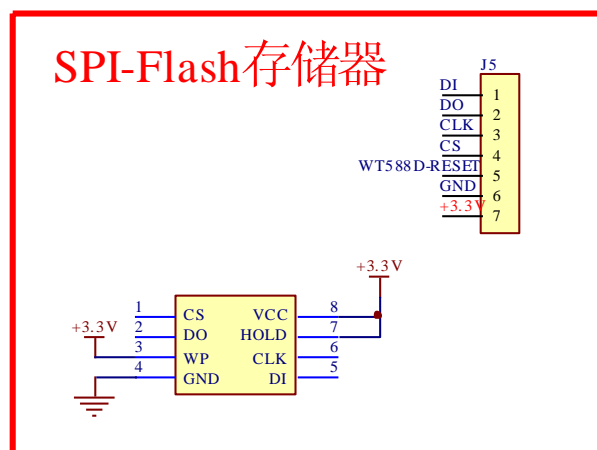 SPI-Flash存储器
J5
DI 1
DO 2
CLK 3
CS 4
WT588D-RESET 5
GND 6
+3.3V 7
+3.3V
1 CS VCC 8
+3.3V 2 DO HOLD 7
3 WP CLK 6
4 GND DI 5